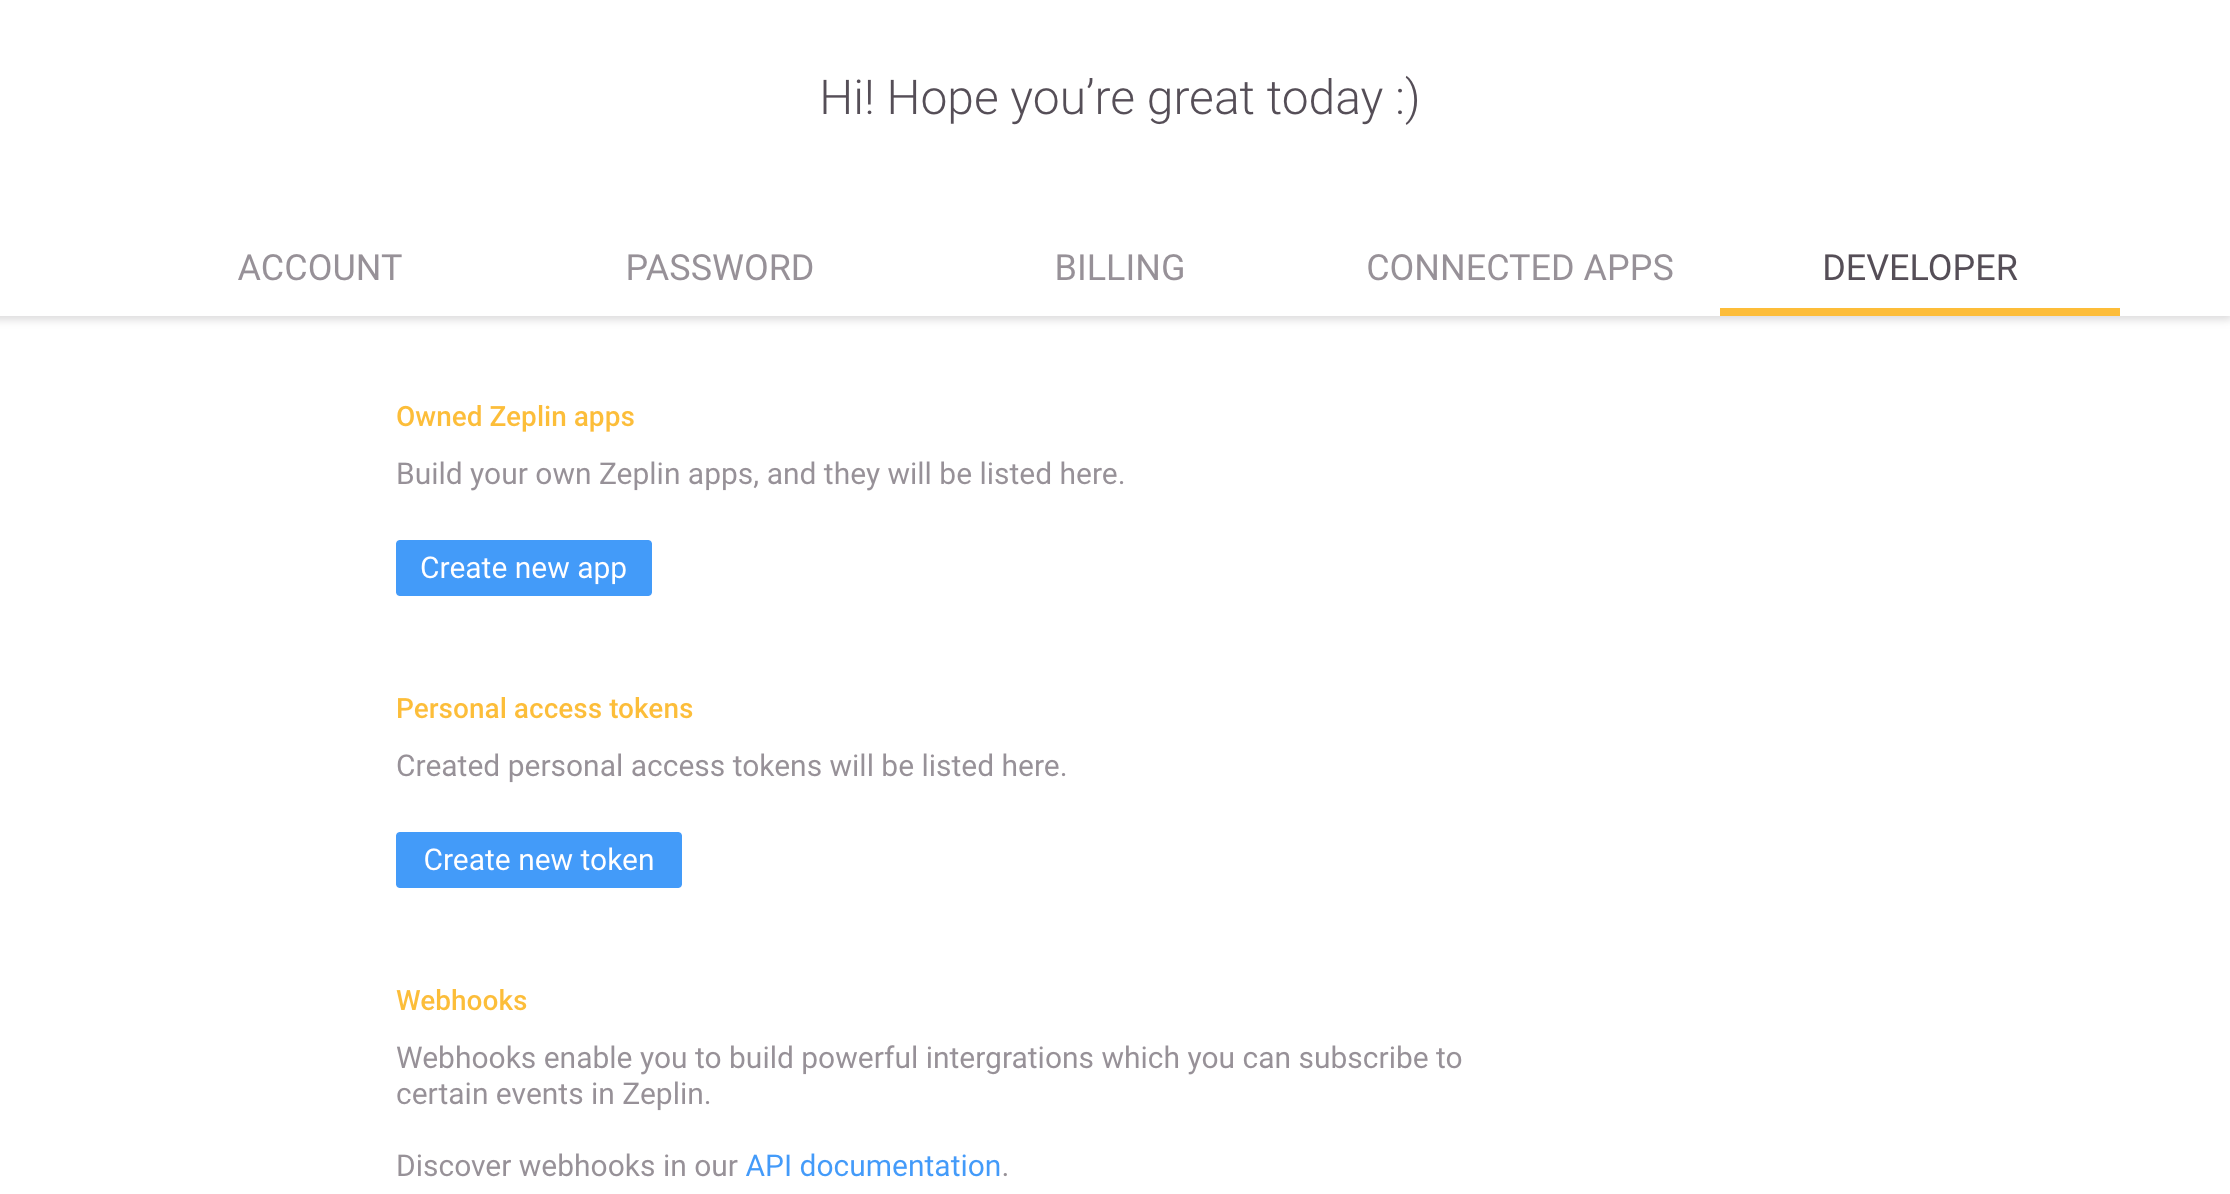 Hi! Hope you’re great today :)
ACCOUNT PASSWORD BILLING CONNECTED APPS DEVELOPER
Owned Zeplin apps
Build your own Zeplin apps, and they will be listed here.
Create new app
Personal access tokens
Created personal access tokens will be listed here.
Create new token
Webhooks
Webhooks enable you to build powerful intergrations which you can subscribe to
certain events in Zeplin.
Discover webhooks in our API documentation.